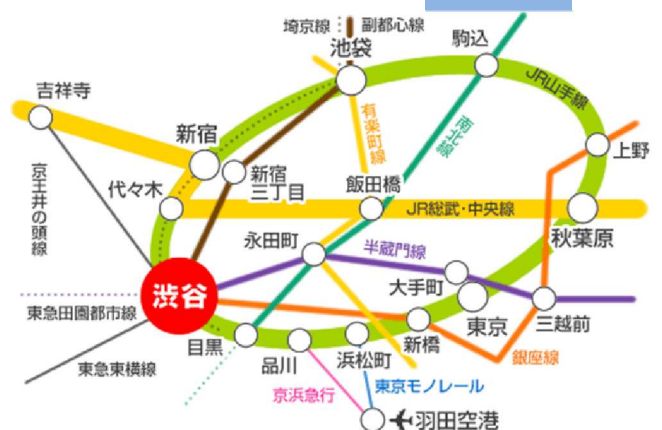 埼京線
副都心線
池袋
駒込
JR山手線
吉祥寺
有楽町線
南北線
新宿
上野
新宿
三丁目
代々木
飯田橋
JR総武・中央線
京王井の頭線
秋葉原
永田町
半蔵門線
渋谷
大手町
東急田園都市線
東京
三越前
目黒
品川
浜松町
新橋
銀座線
東急東横線
京浜急行
東京モノレール
羽田空港